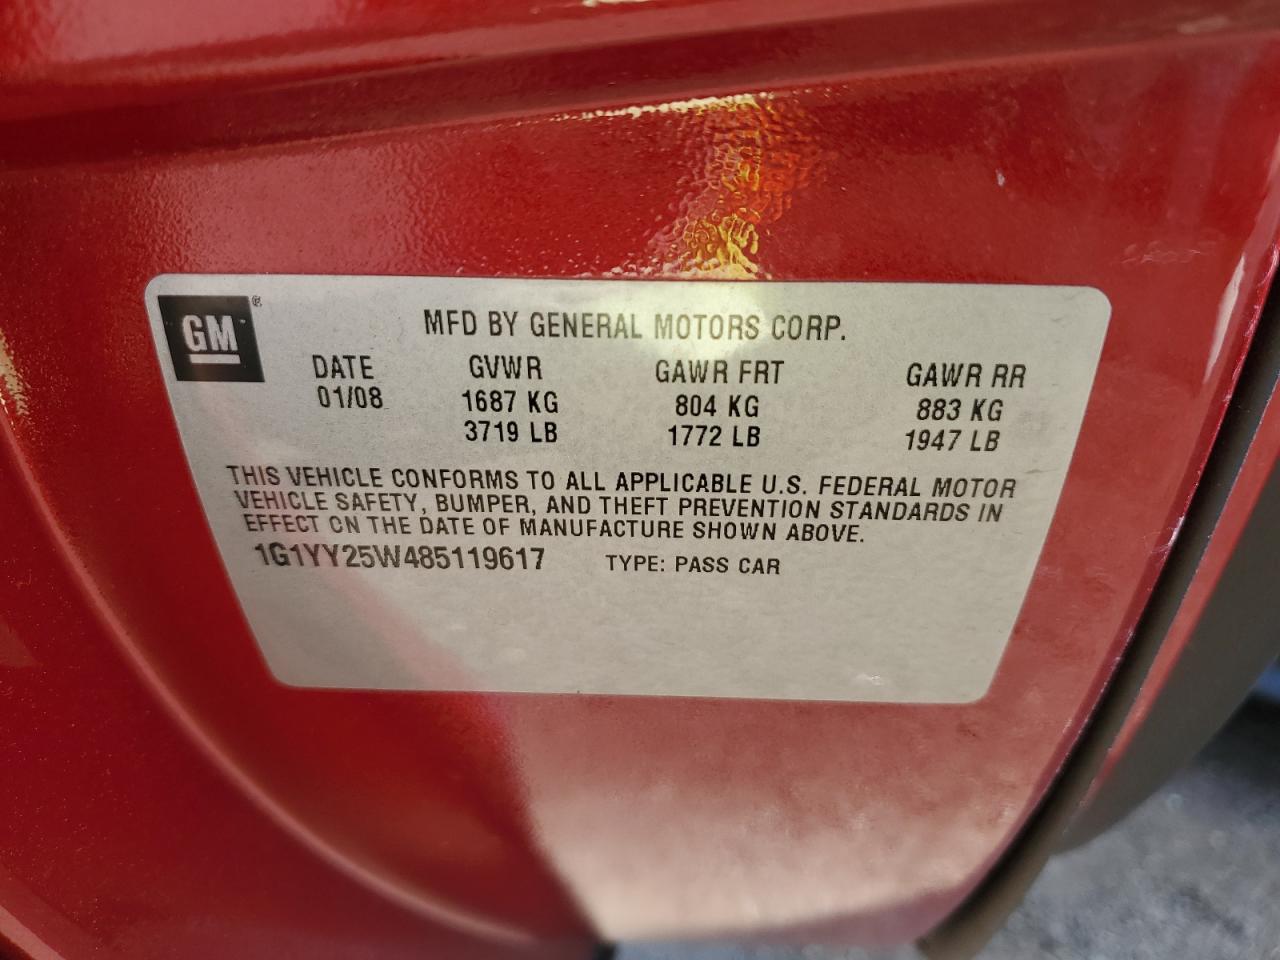 GM ®
MFD BY GENERAL MOTORS CORP.
DATE GVWR GAWR FRT GAWR RR
01/08 1687 KG 804 KG 883 KG
3719 LB 1772 LB 1947 LB
THIS VEHICLE CONFORMS TO ALL APPLICABLE U.S. FEDERAL MOTOR
VEHICLE SAFETY, BUMPER, AND THEFT PREVENTION STANDARDS IN
EFFECT ON THE DATE OF MANUFACTURE SHOWN ABOVE.
1G1YY25W485119617 TYPE: PASS CAR